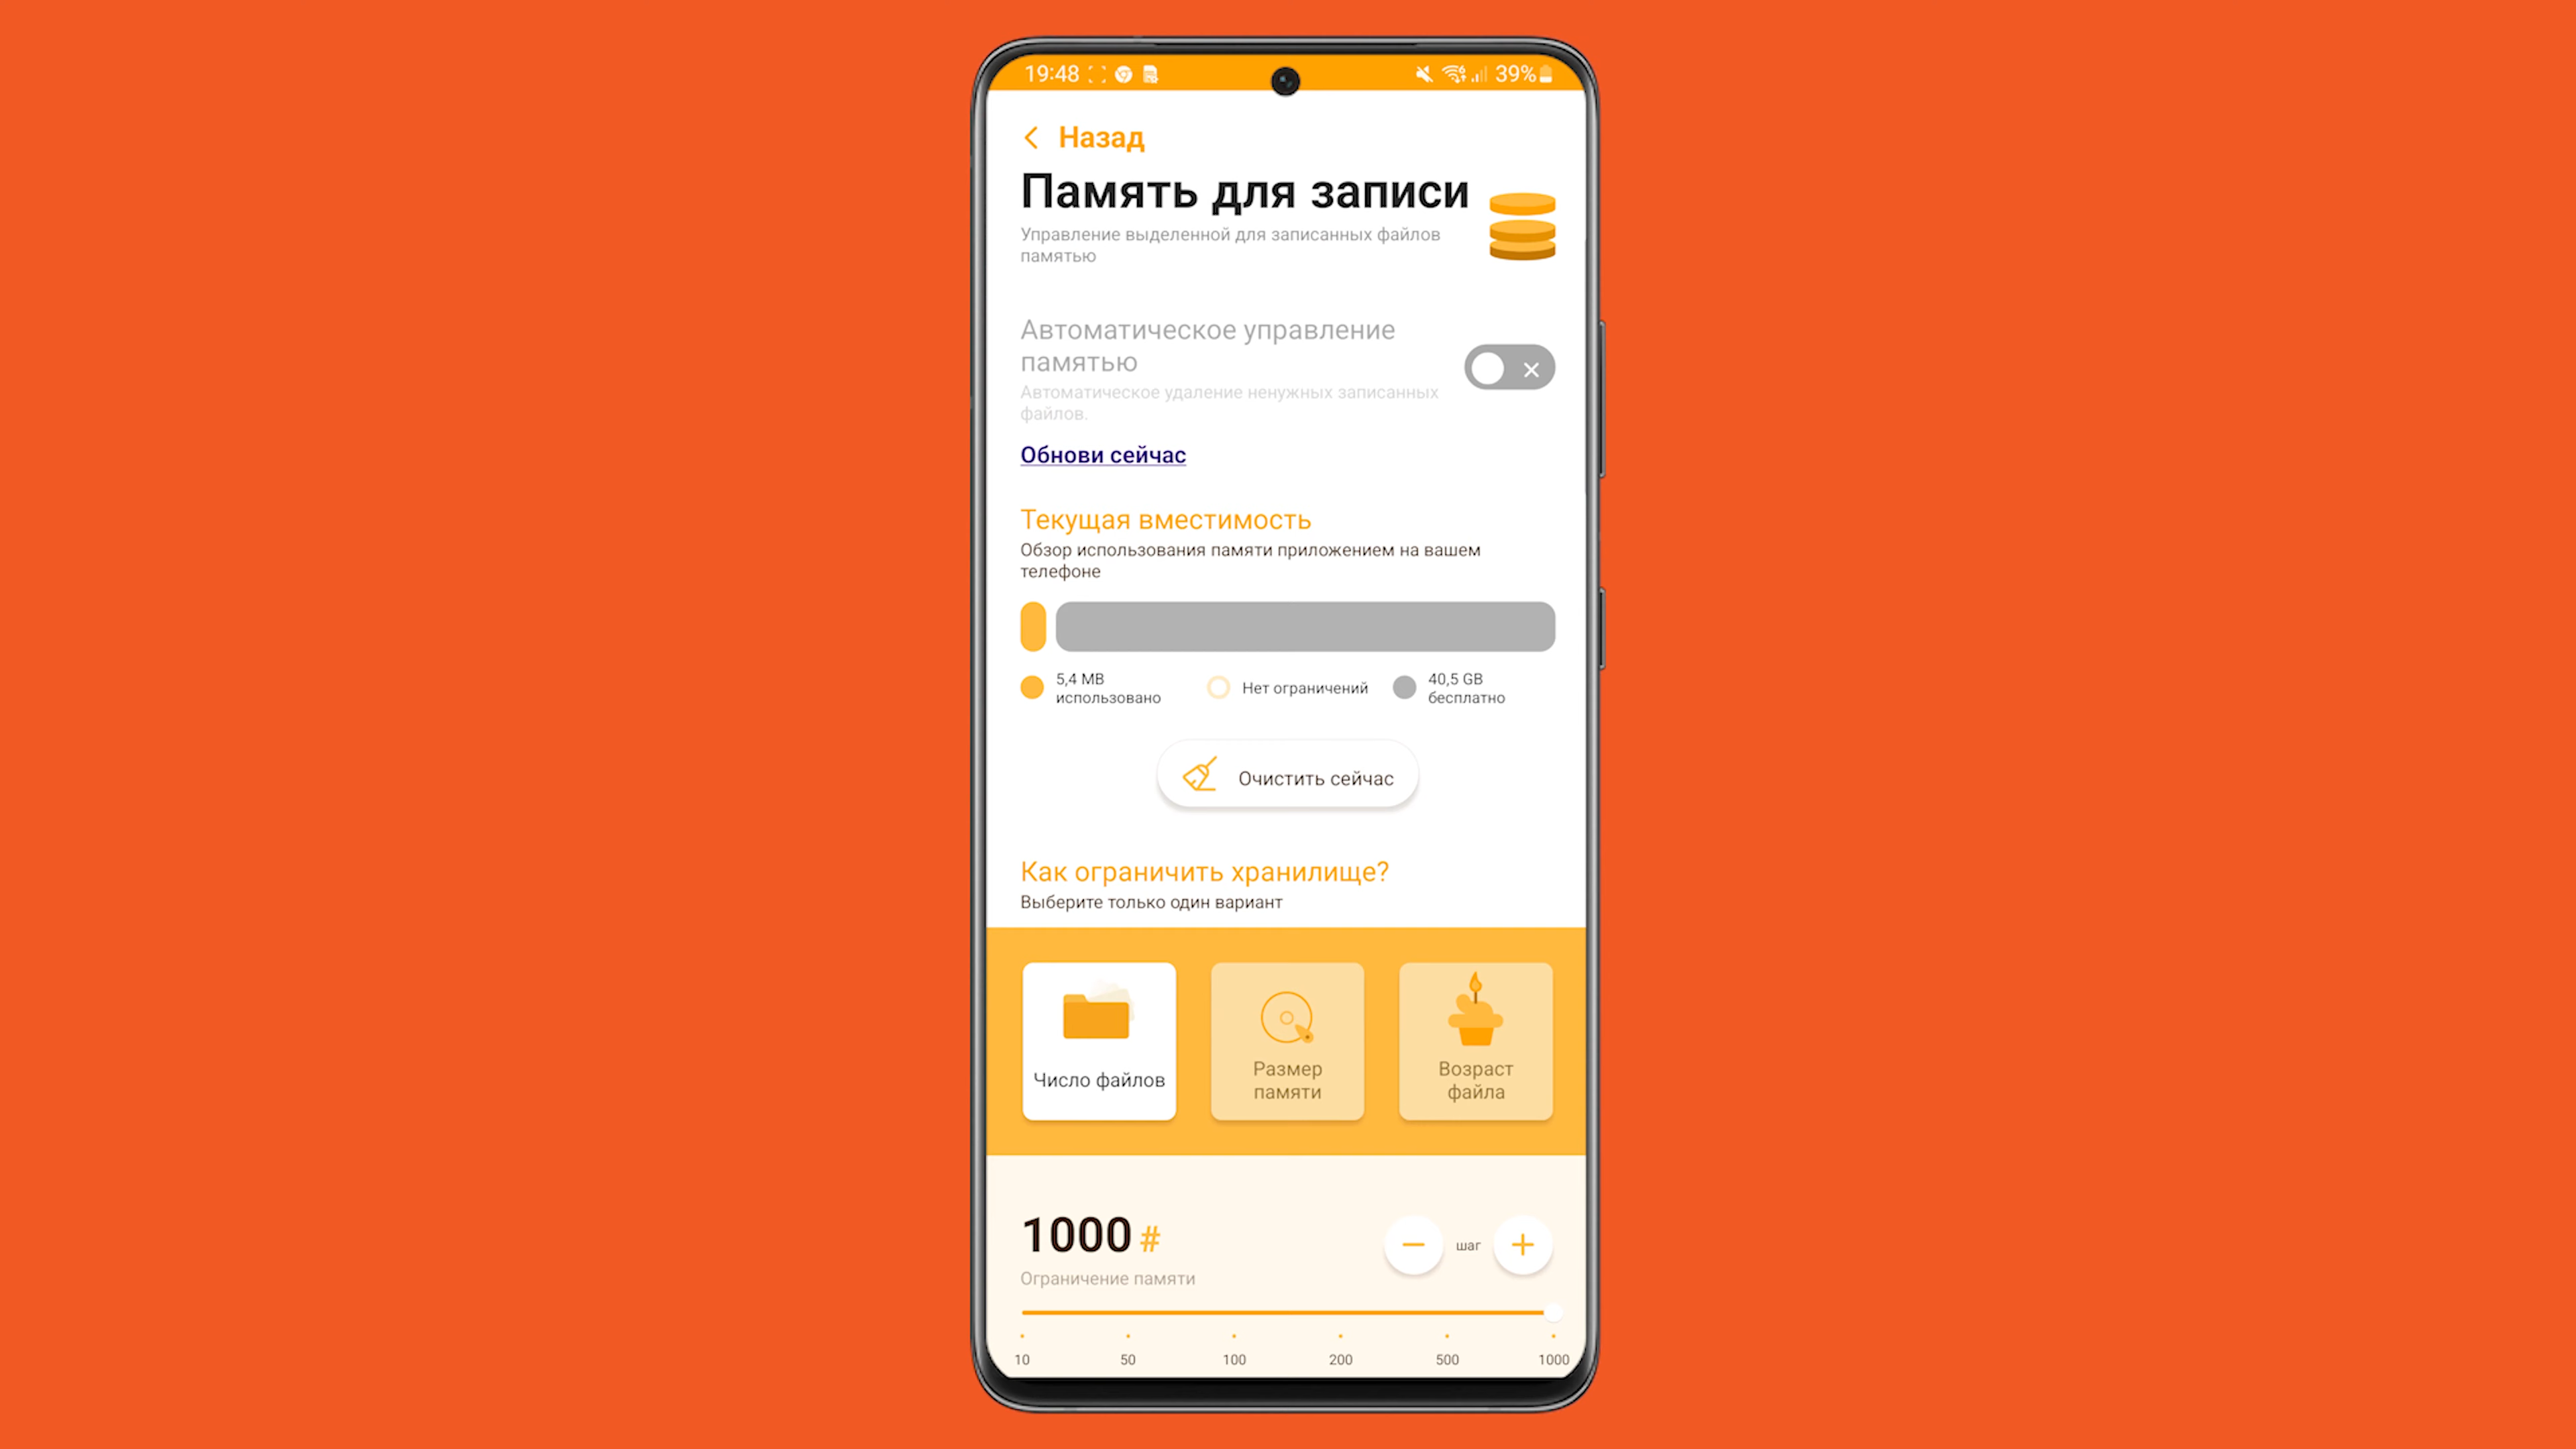 19:48
39%
Назад
Память для записи
Управление выделенной для записанных файлов
памятью
Автоматическое управление
памятью
Автоматическое удаление ненужных записанных
файлов.
Обнови сейчас
Текущая вместимость
Обзор использования памяти приложением на вашем
телефоне
5,4 MB
использовано
Нет ограничений
40,5 GB
бесплатно
Очистить сейчас
Как ограничить хранилище?
Выберите только один вариант
Число файлов
Размер
памяти
Возраст
файла
1000 #
шаг
Ограничение памяти
10 50 100 200 500 1000